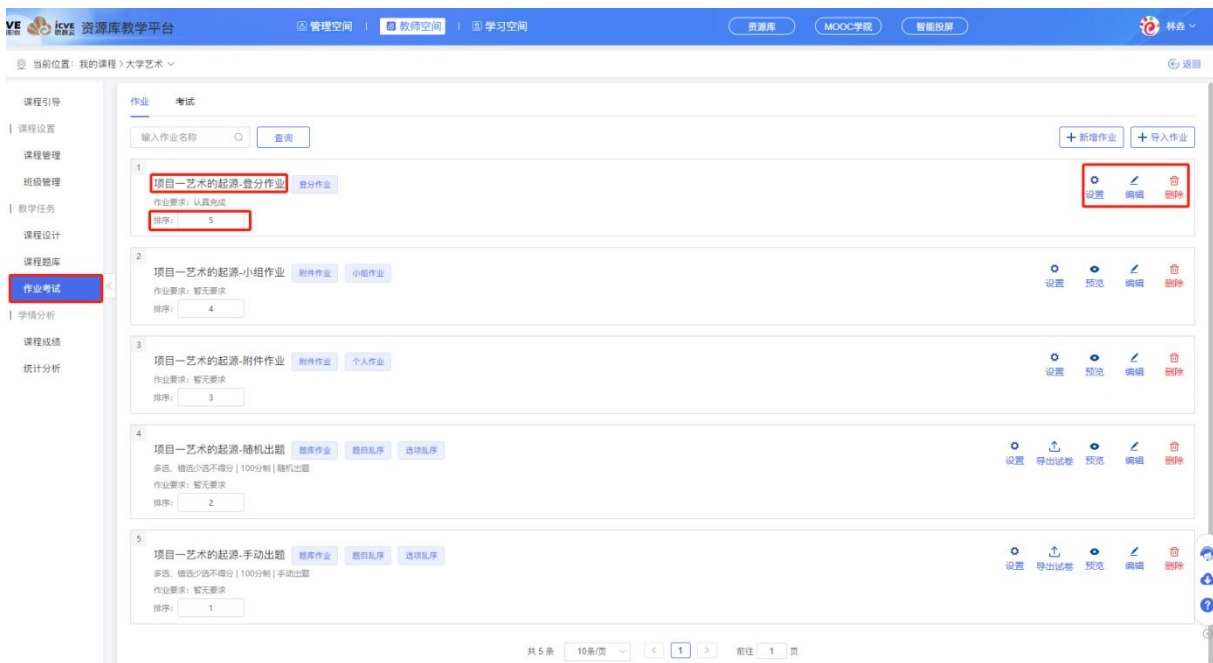 VE icve 资源库教学平台 管理空间 教师空间 学习空间 资源库 MOOC学院 智能投屏 林垚
当前位置：我的课程 > 大学艺术 返回
课程引导
课程设置
课程管理
班级管理
教学任务
课程设计
课程题库
作业考试
学情分析
课程成绩
统计分析
作业 考试
输入作业名称 查询 + 新增作业 + 导入作业
1
项目一艺术的起源-登分作业 登分作业 设置 编辑 删除
作业要求：认真完成
排序： 5
2
项目一艺术的起源-小组作业 附件作业 小组作业 设置 预览 编辑 删除
作业要求：暂无要求
排序： 4
3
项目一艺术的起源-附件作业 附件作业 个人作业 设置 预览 编辑 删除
作业要求：暂无要求
排序： 3
4
项目一艺术的起源-随机出题 题库作业 题目乱序 选项乱序 设置 导出试卷 预览 编辑 删除
多选、错选少选不得分 | 100分制 | 随机出题
作业要求：暂无要求
排序： 2
5
项目一艺术的起源-手动出题 题库作业 题目乱序 选项乱序 设置 导出试卷 预览 编辑 删除
多选、错选少选不得分 | 100分制 | 手动出题
作业要求：暂无要求
排序： 1
共 5 条 10条/页 < 1 > 前往 1 页